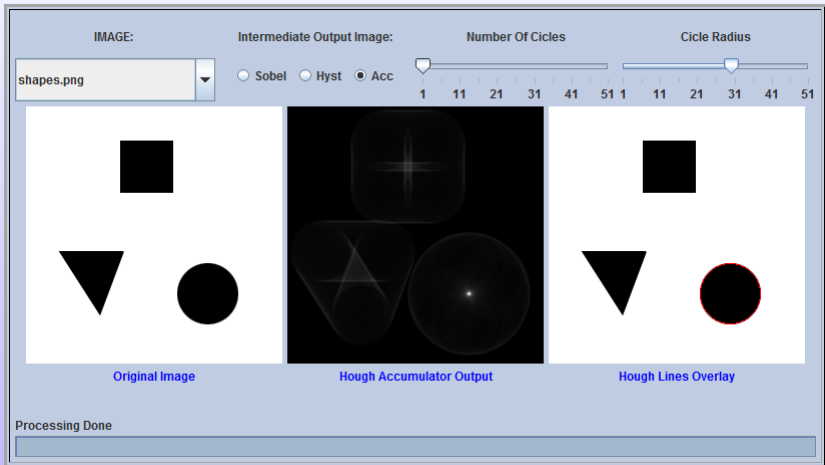 IMAGE: Intermediate Output Image: Number Of Cicles Cicle Radius
shapes.png Sobel Hyst Acc
1 11 21 31 41 51 1 11 21 31 41 51
Original Image Hough Accumulator Output Hough Lines Overlay
Processing Done